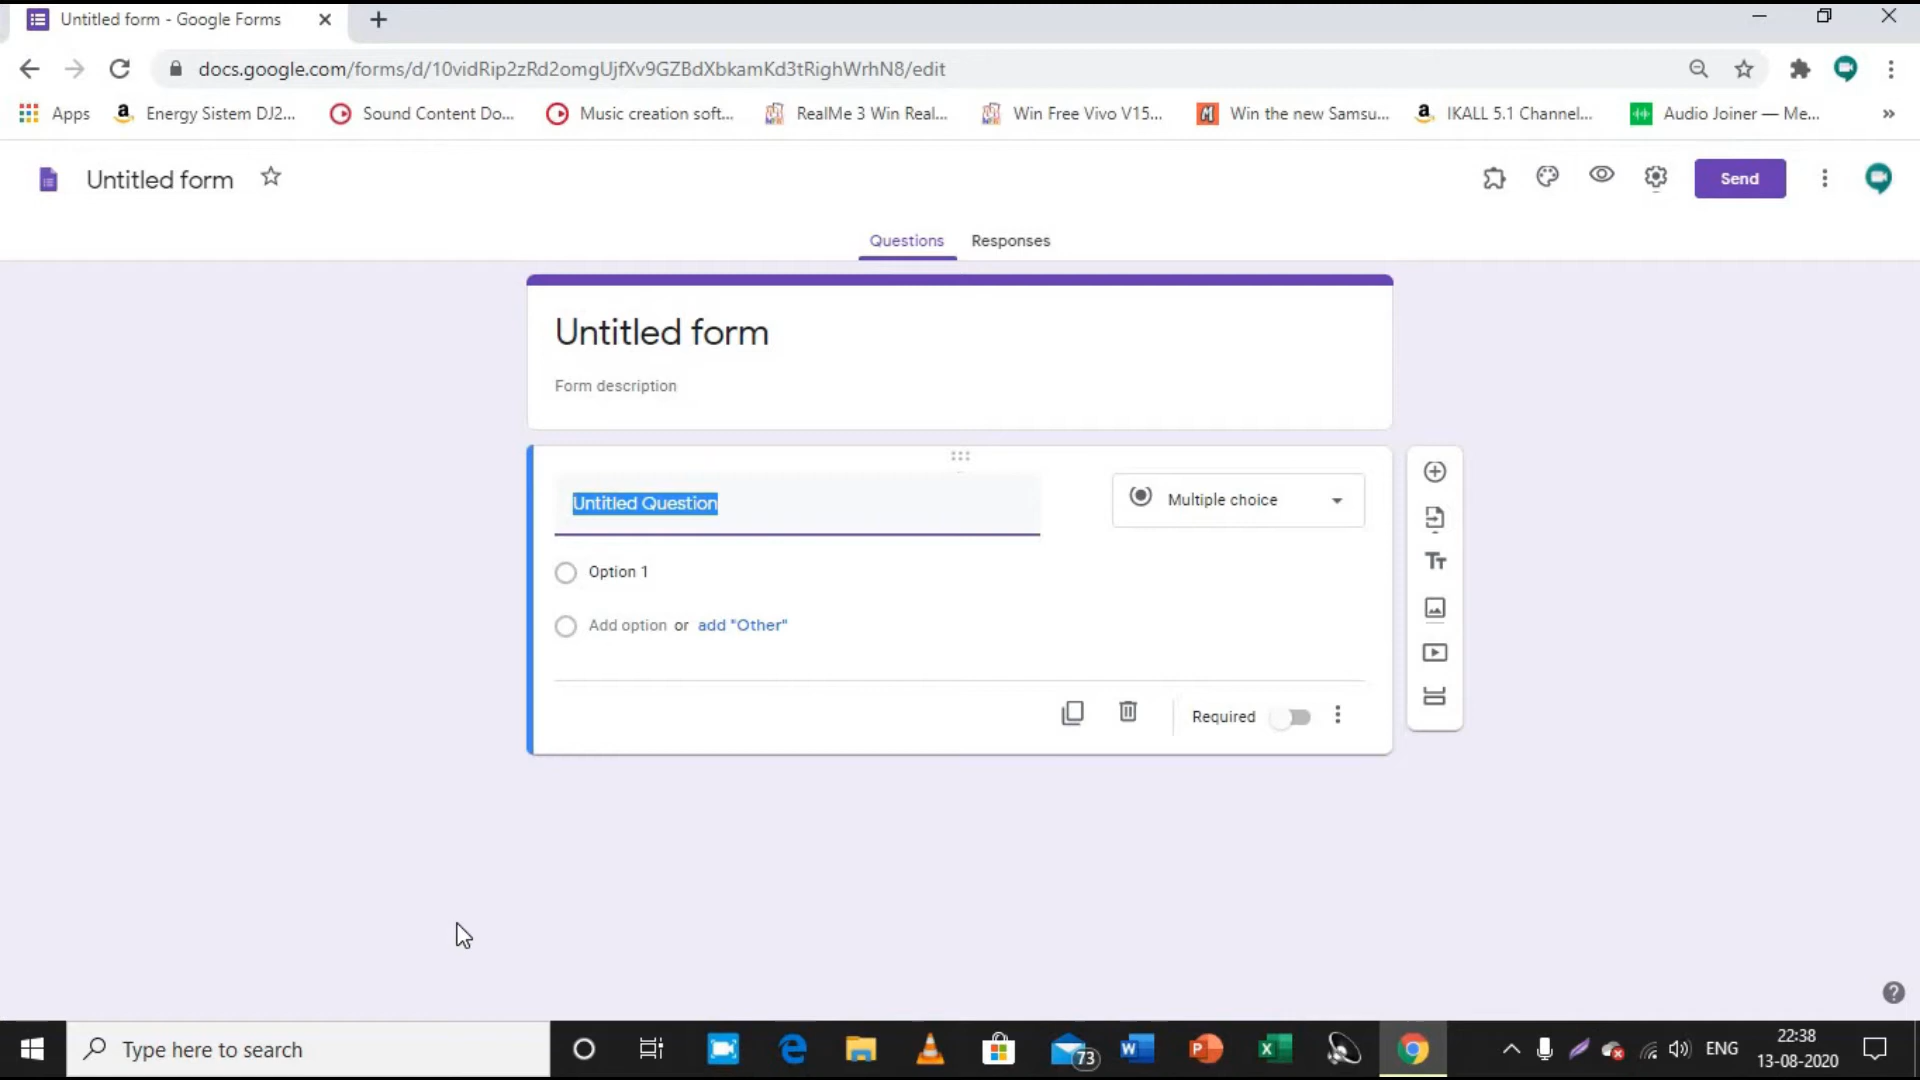 Untitled form - Google Forms
docs.google.com/forms/d/10vidRip2zRd2omgUjfXv9GZBdXbkamKd3tRighWrhN8/edit
Apps Energy Sistem DJ2... Sound Content Do... Music creation soft... RealMe 3 Win Real... Win Free Vivo V15... Win the new Samsu... IKALL 5.1 Channel... Audio Joiner — Me... »
Untitled form Send
Questions Responses
Untitled form
Form description
Untitled Question Multiple choice
Option 1
Add option or add "Other"
Required
Type here to search 73 ENG 22:38
13-08-2020